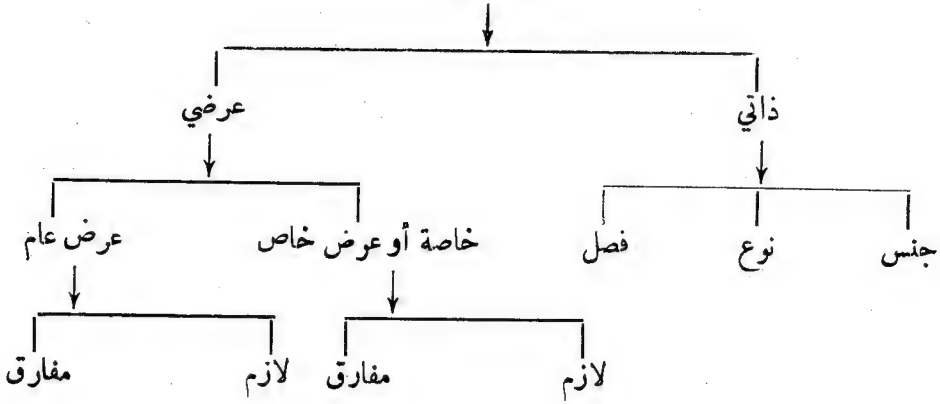 ذاتي عرضي
جنس نوع فصل خاصة أو عرض خاص عرض عام
لازم مفارق لازم مفارق